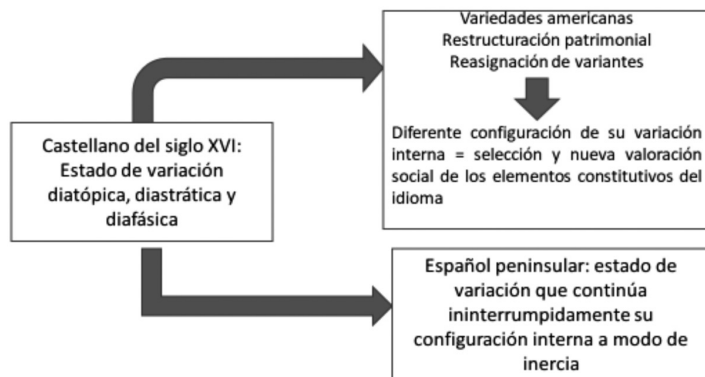 Castellano del siglo XVI:
Estado de variación
diatópica, diastrática y
diafásica
Variedades americanas
Restructuración patrimonial
Reasignación de variantes
Diferente configuración de su variación
interna = selección y nueva valoración
social de los elementos constitutivos del
idioma
Español peninsular: estado de
variación que continúa
ininterrumpidamente su
configuración interna a modo de
inercia